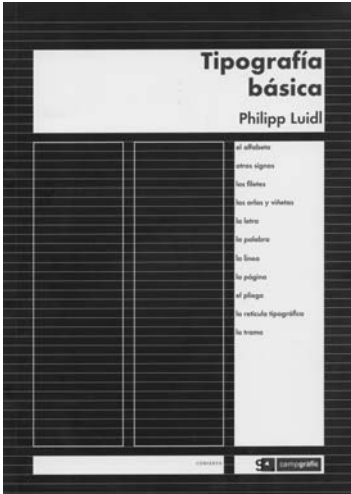 Tipografía
básica
Philipp Luidl
el alfabeto
otros signos
los filetes
las orlas y viñetas
la letra
la palabra
la línea
la página
el pliego
la retícula tipográfica
la trama
campgràfic